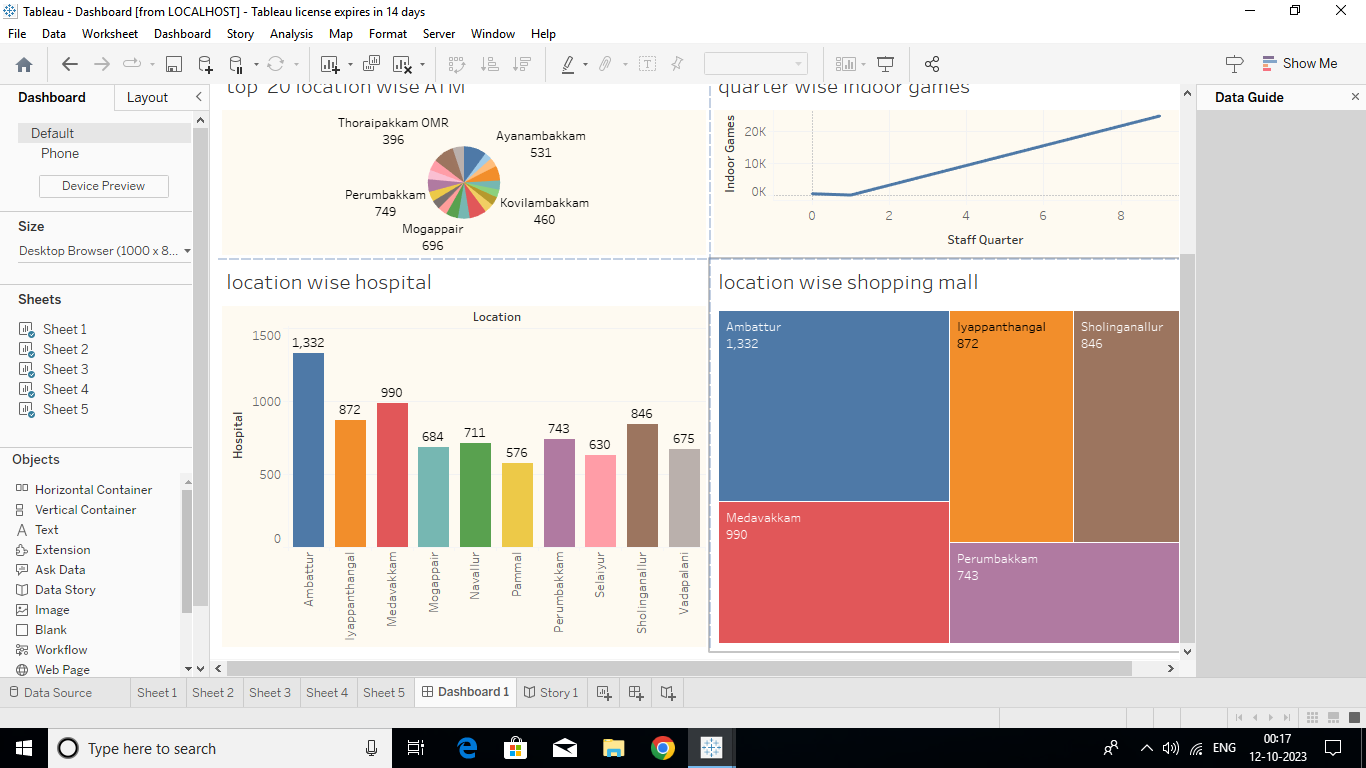 Tableau - Dashboard [from LOCALHOST] - Tableau license expires in 14 days
File Data Worksheet Dashboard Story Analysis Map Format Server Window Help
Show Me
Dashboard Layout
Default
Phone
Device Preview
Size
Desktop Browser (1000 x 8...
Sheets
Sheet 1
Sheet 2
Sheet 3
Sheet 4
Sheet 5
Objects
Horizontal Container
Vertical Container
Text
Extension
Ask Data
Data Story
Image
Blank
Workflow
Web Page
top 20 location wise ATM
Thoraipakkam OMR
396
Ayanambakkam
531
Perumbakkam
749
Kovilambakkam
460
Mogappair
696
quarter wise indoor games
Indoor Games
20K
10K
0K
0 2 4 6 8
Staff Quarter
location wise hospital
Location
Hospital
1500
1000
500
0
1,332
872
990
684
711
576
743
630
846
675
Ambattur
Iyappanthangal
Medavakkam
Mogappair
Navallur
Pammal
Perumbakkam
Selaiyur
Sholinganallur
Vadapalani
location wise shopping mall
Ambattur
1,332
Iyappanthangal
872
Sholinganallur
846
Medavakkam
990
Perumbakkam
743
Data Guide
Data Source Sheet 1 Sheet 2 Sheet 3 Sheet 4 Sheet 5 Dashboard 1 Story 1
Type here to search
ENG
00:17
12-10-2023